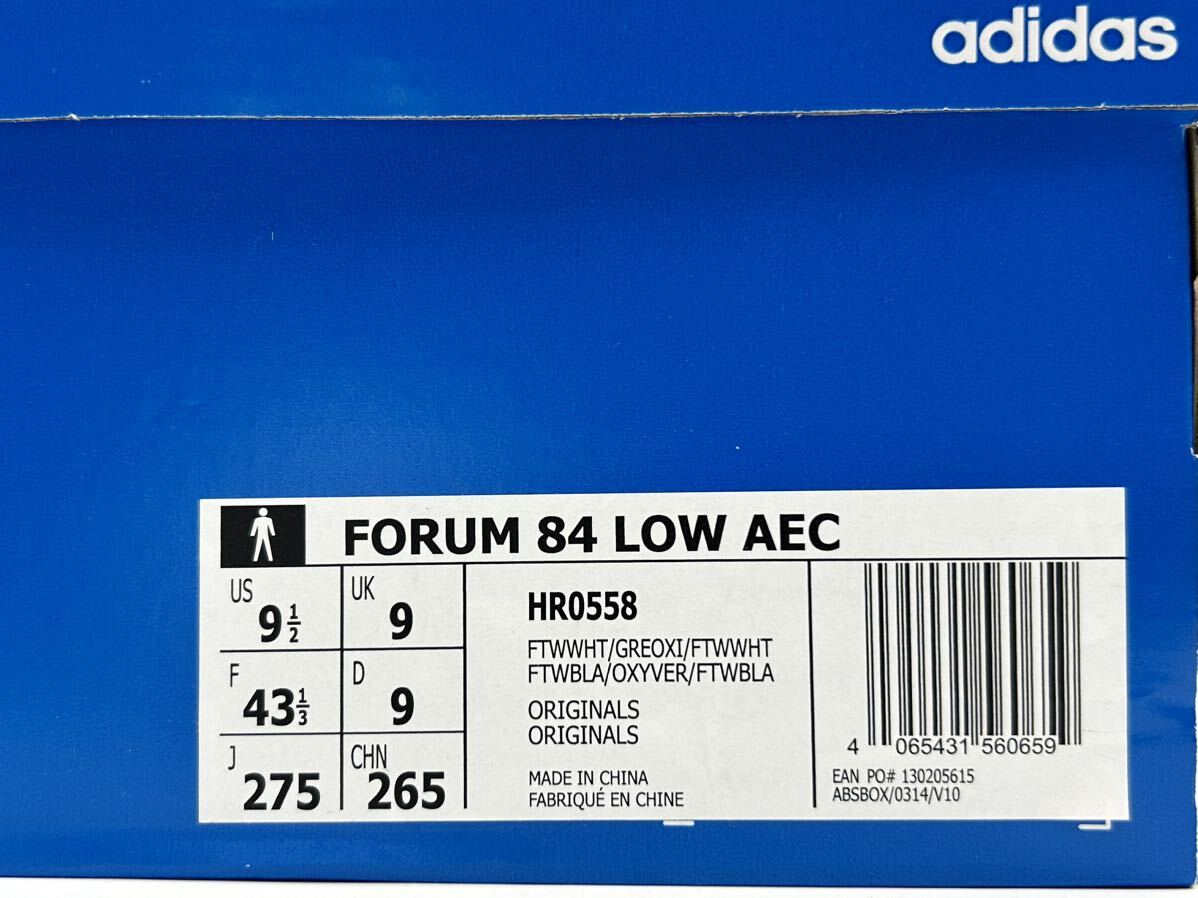 adidas
FORUM 84 LOW AEC
US
9 1/2
UK
9
F
43 1/3
D
9
J
275
CHN
265
HR0558
FTWWHT/GREOXI/FTWWHT
FTWBLA/OXYVER/FTWBLA
ORIGINALS
ORIGINALS
MADE IN CHINA
FABRIQUÉ EN CHINE
4 065431 560659
EAN PO# 130205615
ABSBOX/0314/V10